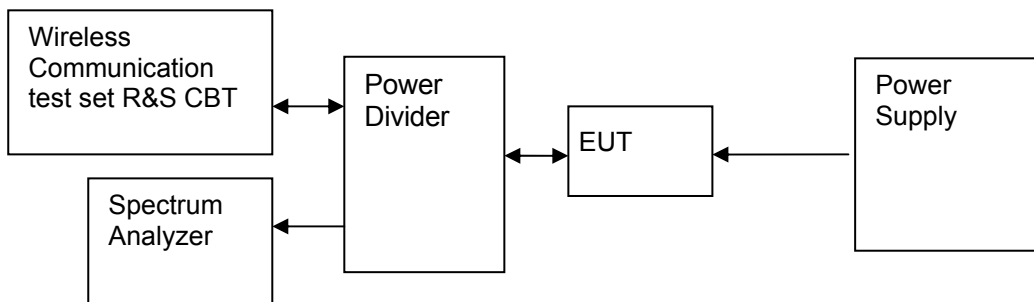 Wireless
Communication
test set R&S CBT
Power
Divider
EUT
Power
Supply
Spectrum
Analyzer